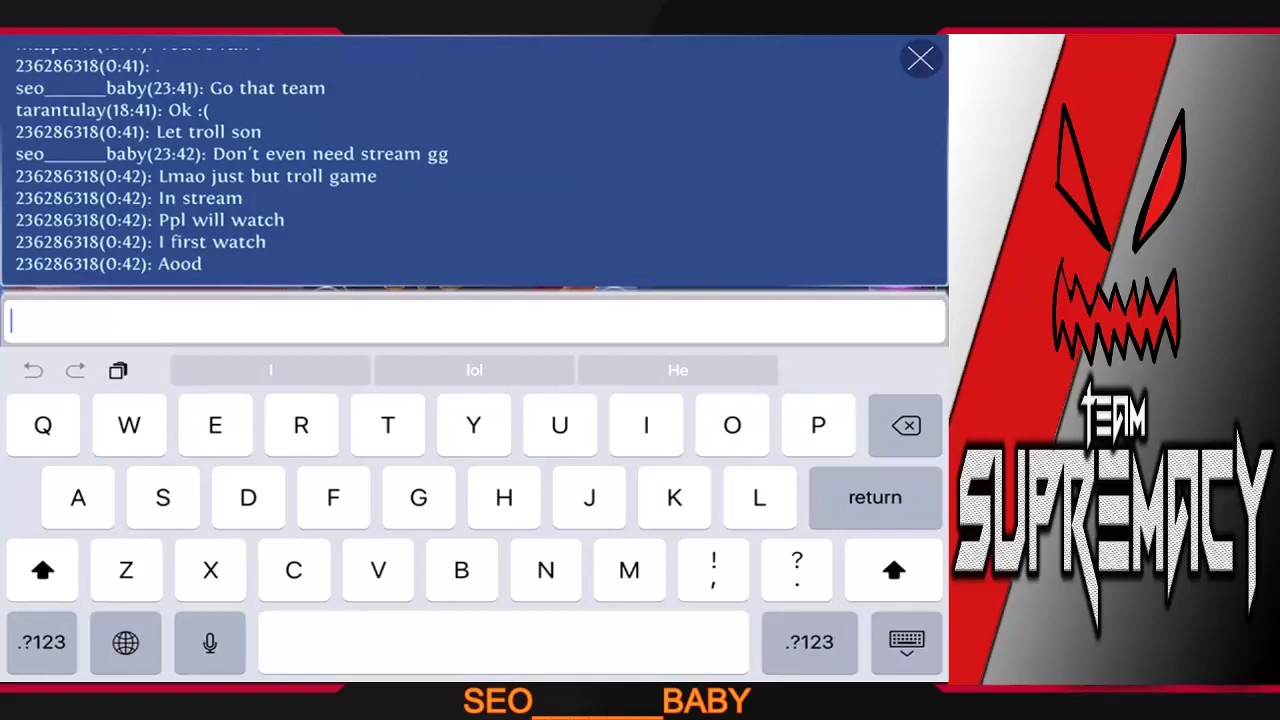 236286318(0:41): .
seo______baby(23:41): Go that team
tarantulay(18:41): Ok :(
236286318(0:41): Let troll son
seo______baby(23:42): Don't even need stream gg
236286318(0:42): Lmao just but troll game
236286318(0:42): In stream
236286318(0:42): Ppl will watch
236286318(0:42): I first watch
236286318(0:42): Aood
I lol He
Q W E R T Y U I O P
A S D F G H J K L return
Z X C V B N M ! , ? .
.?123 .?123
TEAM
SUPREMACY
SEO______BABY